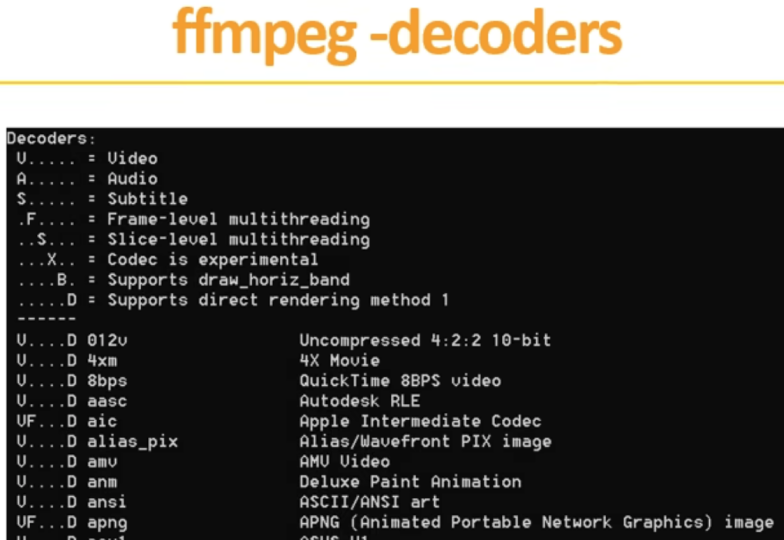 ffmpeg -decoders
Decoders:
V..... = Video
A..... = Audio
S..... = Subtitle
.F.... = Frame-level multithreading
..S... = Slice-level multithreading
...X.. = Codec is experimental
....B. = Supports draw_horiz_band
.....D = Supports direct rendering method 1
------
V....D 012v Uncompressed 4:2:2 10-bit
V....D 4xm 4X Movie
V....D 8bps QuickTime 8BPS video
V....D aasc Autodesk RLE
VF...D aic Apple Intermediate Codec
V....D alias_pix Alias/Wavefront PIX image
V....D amv AMV Video
V....D anm Deluxe Paint Animation
V....D ansi ASCII/ANSI art
VF...D apng APNG (Animated Portable Network Graphics) image